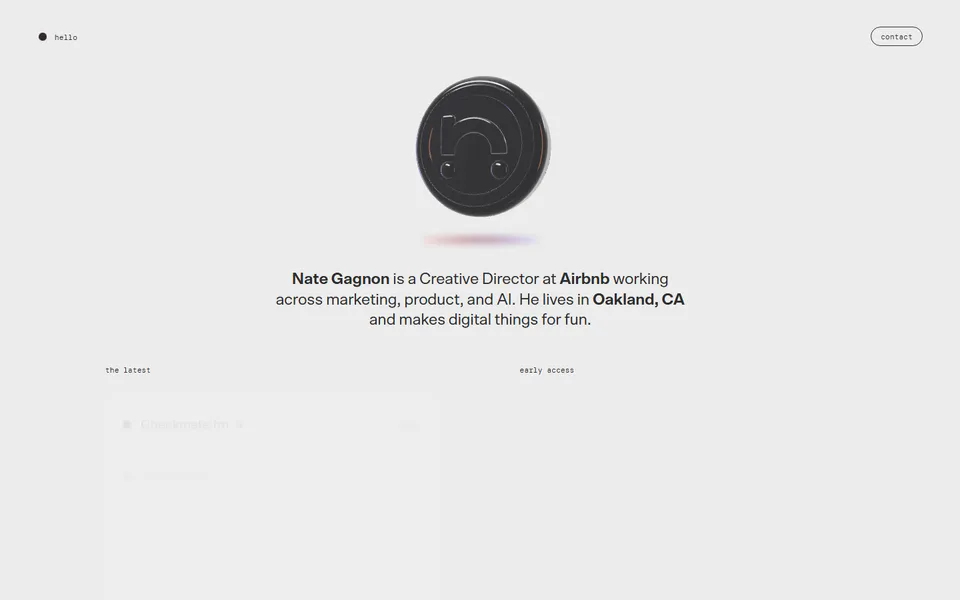 hello
contact
n
Nate Gagnon is a Creative Director at Airbnb working
across marketing, product, and AI. He lives in Oakland, CA
and makes digital things for fun.
the latest
early access